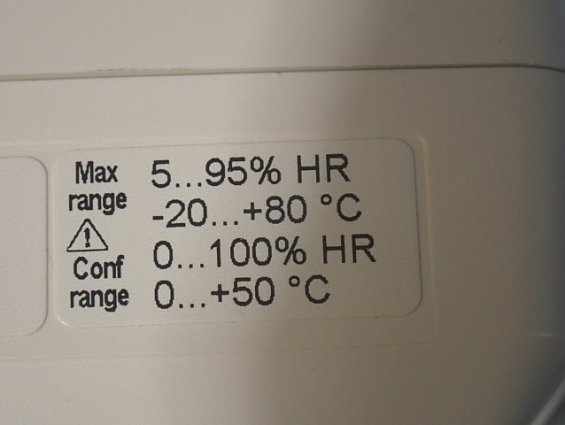 Max range 5...95% HR
-20...+80 °C
Conf range 0...100% HR
0...+50 °C